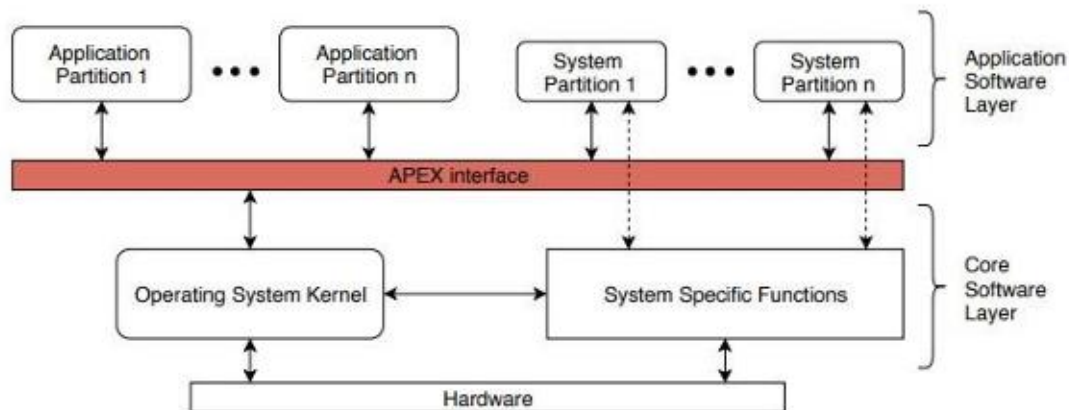 Application
Partition 1
Application
Partition n
System
Partition 1
System
Partition n
Application
Software
Layer
APEX interface
Operating System Kernel
System Specific Functions
Core
Software
Layer
Hardware